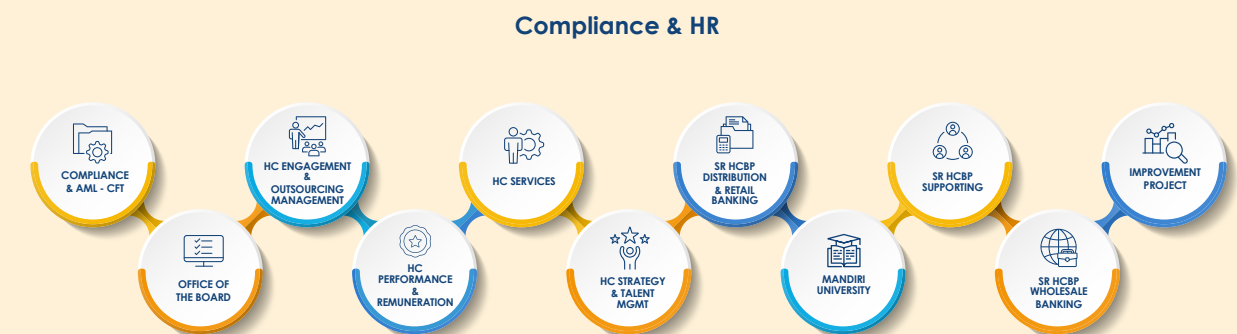 Compliance & HR
COMPLIANCE
& AML - CFT
OFFICE OF
THE BOARD
HC ENGAGEMENT
&
OUTSOURCING
MANAGEMENT
HC
PERFORMANCE
&
REMUNERATION
HC SERVICES
HC STRATEGY
& TALENT
MGMT
SR HCBP
DISTRIBUTION
& RETAIL
BANKING
MANDIRI
UNIVERSITY
SR HCBP
SUPPORTING
SR HCBP
WHOLESALE
BANKING
IMPROVEMENT
PROJECT